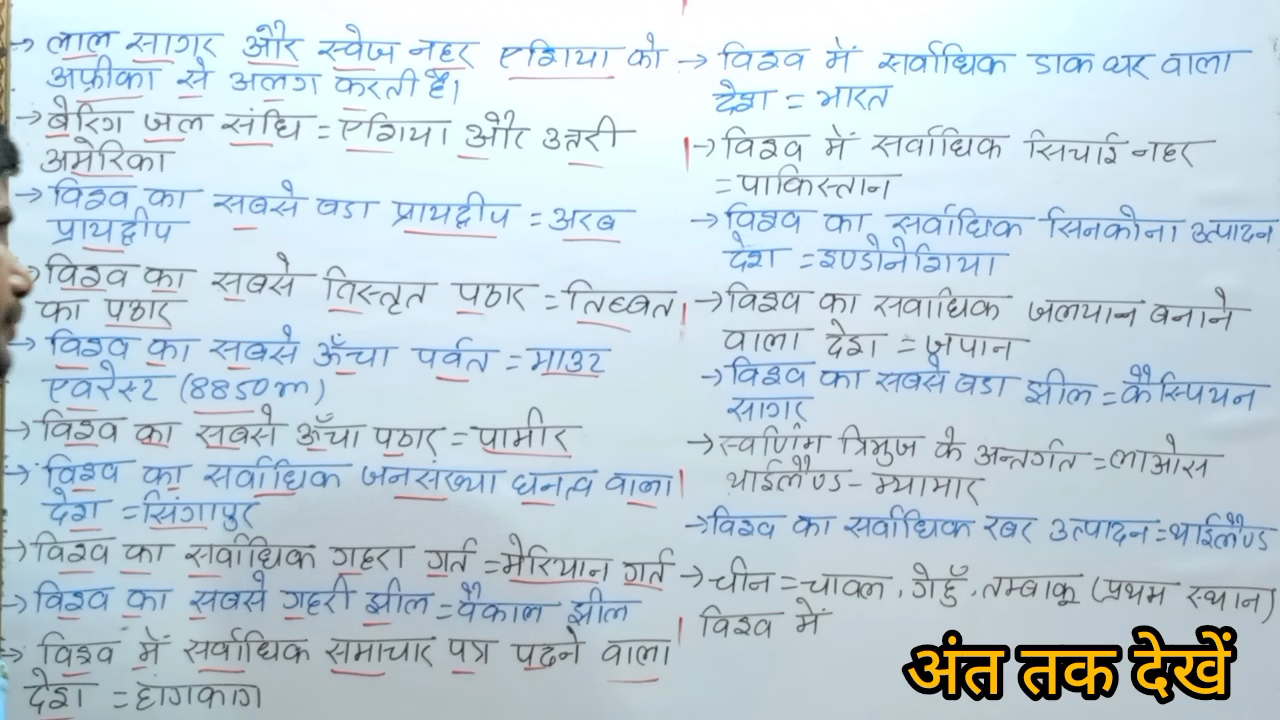 → लाल सागर और स्वेज नहर एशिया को
अफ्रीका से अलग करती है।
→ बेरिंग जल संधि = एशिया और उत्तरी
अमेरिका
→ विश्व का सबसे बडा प्रायद्वीप = अरब
प्रायद्वीप
→ विश्व का सबसे विस्तृत पठार = तिब्बत
का पठार
→ विश्व का सबसे ऊँचा पर्वत = माउट
एवरेस्ट (8850m)
→ विश्व का सबसे ऊँचा पठार = पामीर
→ विश्व का सर्वाधिक जनसंख्या घनत्व वाला
देश = सिंगापुर
→ विश्व का सर्वाधिक गहरा गर्त = मेरियान गर्त
→ विश्व का सबसे गहरी झील = वैकाल झील
→ विश्व में सर्वाधिक समाचार पत्र पढने वाला
देश = हांगकाग
→ विश्व में सर्वाधिक डाक घर वाला
देश = भारत
→ विश्व में सर्वाधिक सिचाई नहर
= पाकिस्तान
→ विश्व का सर्वाधिक सिनकोना उत्पादन
देश = इण्डोनेशिया
→ विश्व का सर्वाधिक जलयान बनाने
वाला देश = जपान
→ विश्व का सबसे बडा झील = कैस्पियन
सागर
→ स्वर्णिम त्रिभुज के अन्तर्गत = लाओस
थाईलैण्ड - म्यामार
→ विश्व का सर्वाधिक रबर उत्पादन = थाईलैण्ड
→ चीन = चावल, गेहुँ, तम्बाकू (प्रथम स्थान)
विश्व में
अंत तक देखें